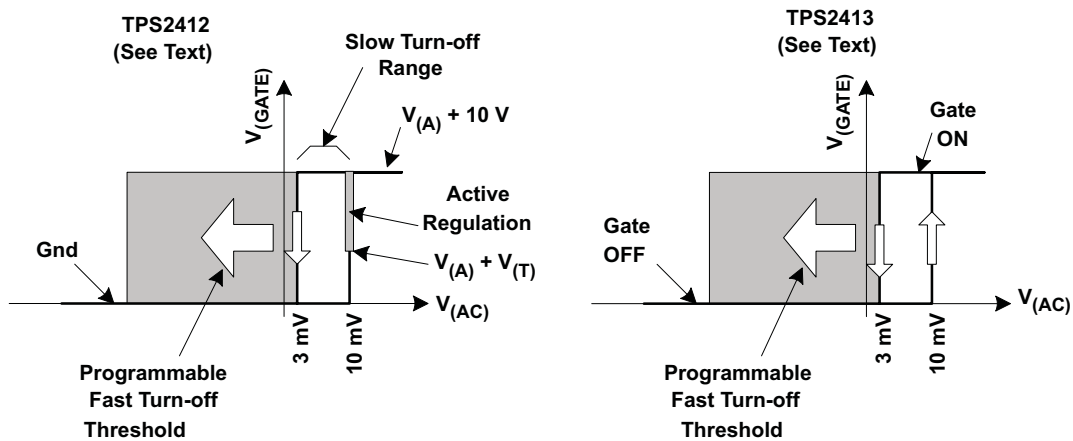 TPS2412
(See Text)
Slow Turn-off
Range
V(GATE)
V(A) + 10 V
Active
Regulation
Gnd
V(A) + V(T)
V(AC)
3 mV
10 mV
Programmable
Fast Turn-off
Threshold
TPS2413
(See Text)
V(GATE)
Gate
ON
Gate
OFF
V(AC)
3 mV
10 mV
Programmable
Fast Turn-off
Threshold